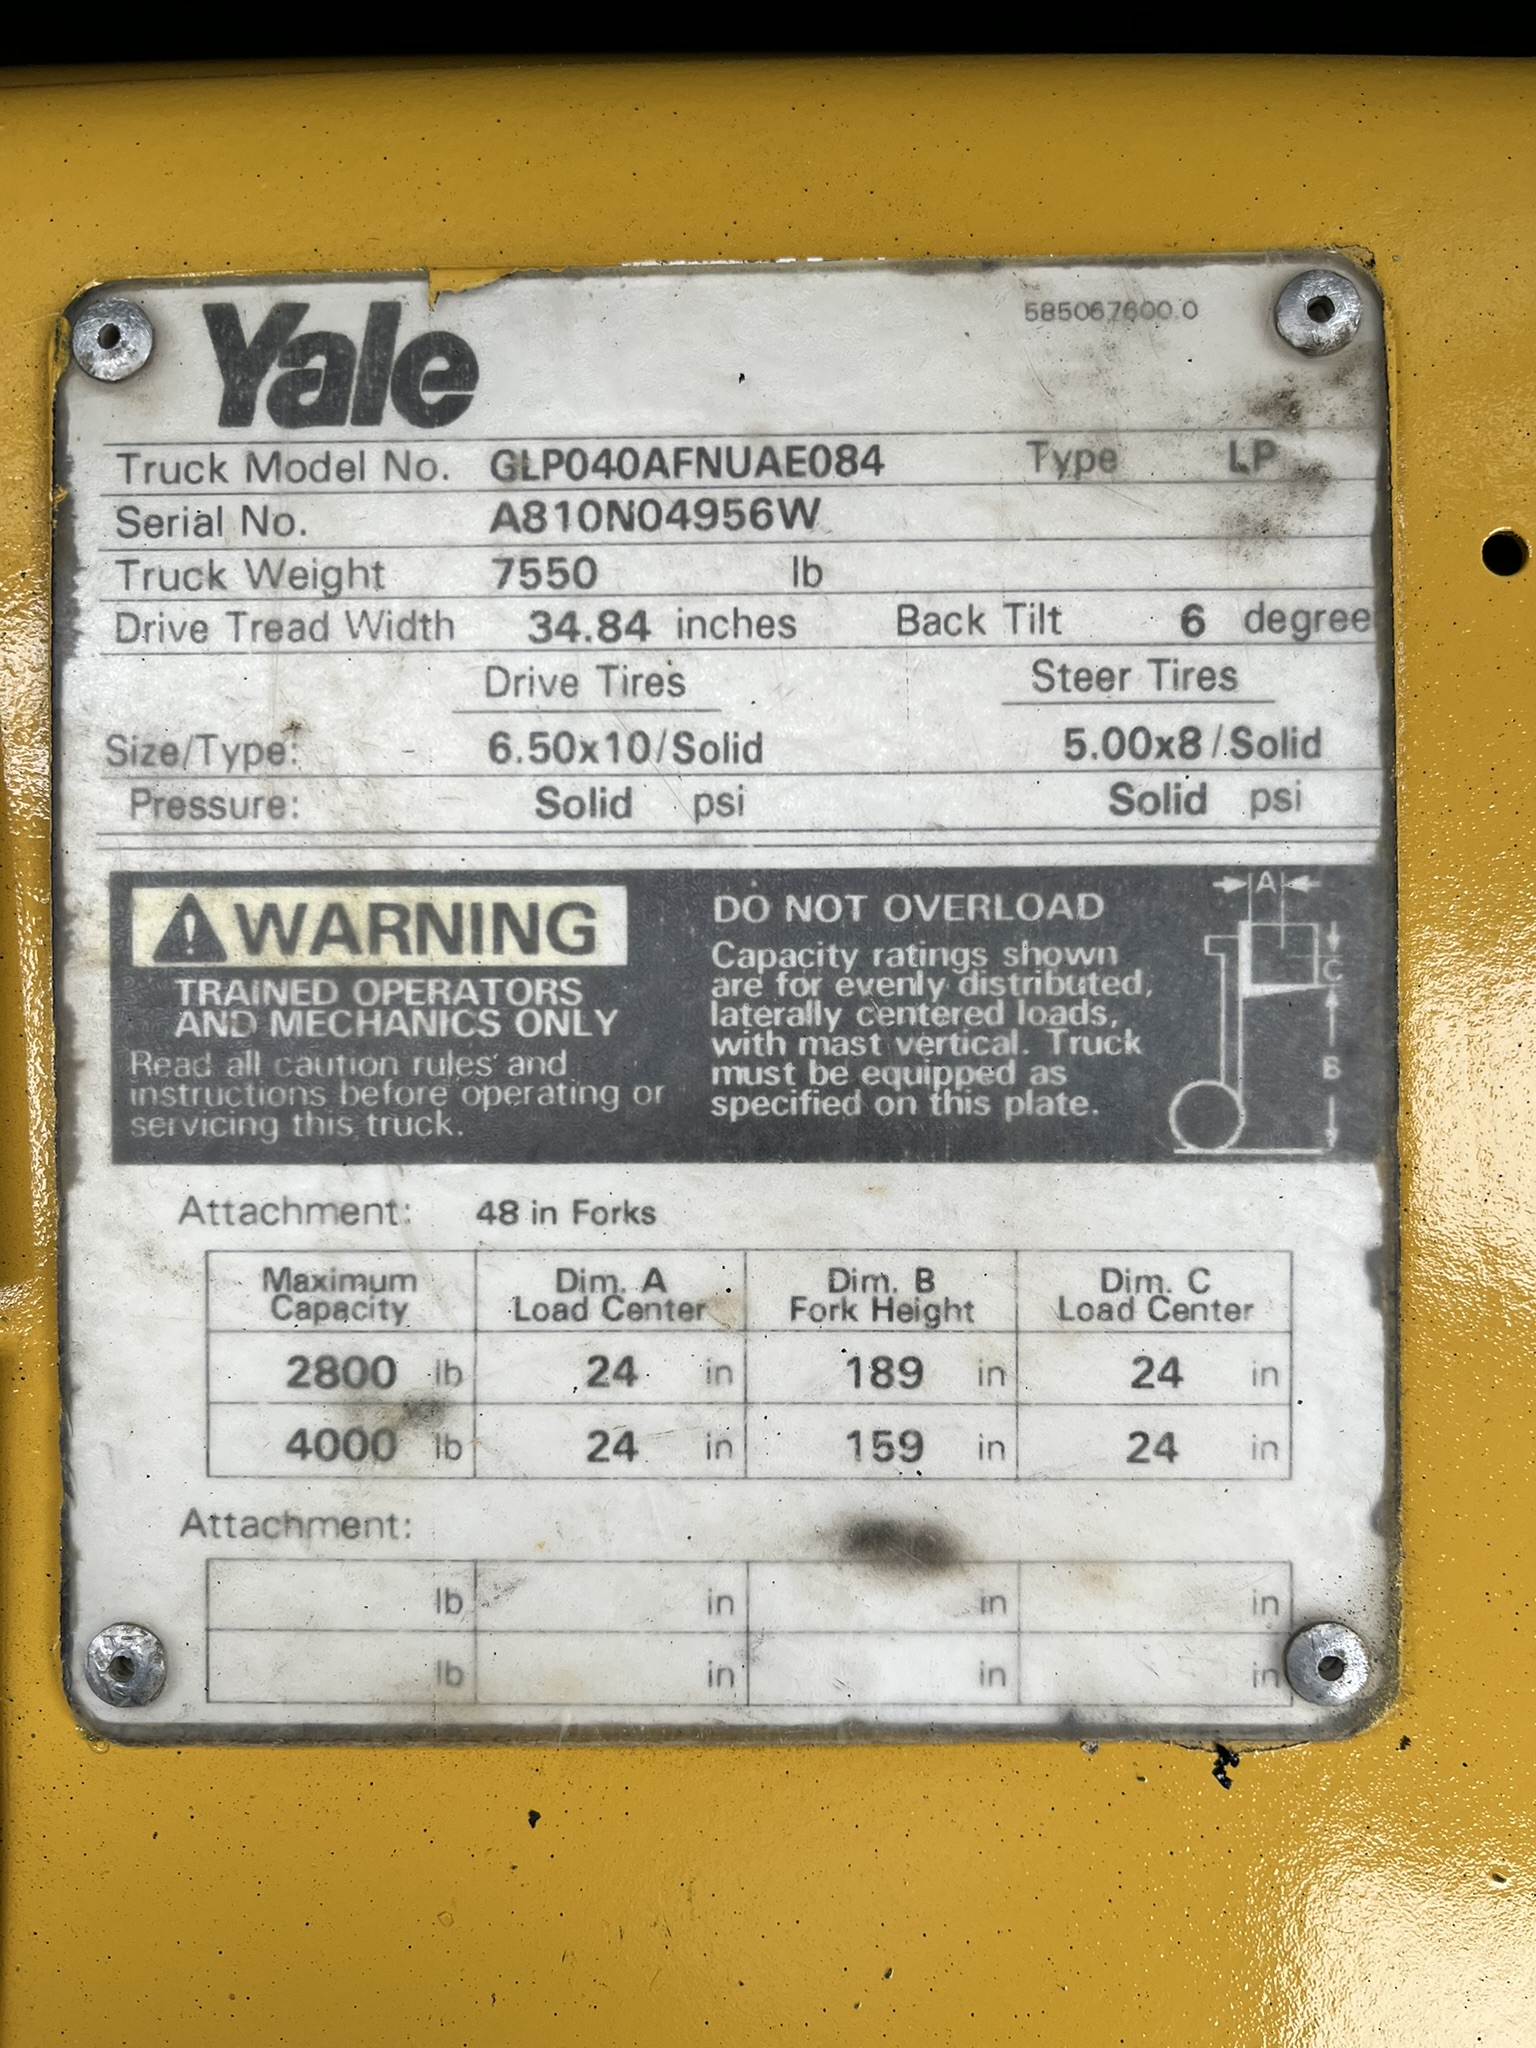 Yale
585067600.0
Truck Model No. GLP040AFNUAE084 Type LP
Serial No. A810N04956W
Truck Weight 7550 lb
Drive Tread Width 34.84 inches Back Tilt 6 degree
Drive Tires Steer Tires
Size/Type: 6.50x10/Solid 5.00x8/Solid
Pressure: Solid psi Solid psi
WARNING
TRAINED OPERATORS
AND MECHANICS ONLY
Read all caution rules and
instructions before operating or
servicing this truck.
DO NOT OVERLOAD
Capacity ratings shown
are for evenly distributed,
laterally centered loads,
with mast vertical. Truck
must be equipped as
specified on this plate.
A
C
B
Attachment: 48 in Forks
Maximum Dim. A Dim. B Dim. C
Capacity Load Center Fork Height Load Center
2800 lb 24 in 189 in 24 in
4000 lb 24 in 159 in 24 in
Attachment:
lb in in in
lb in in in